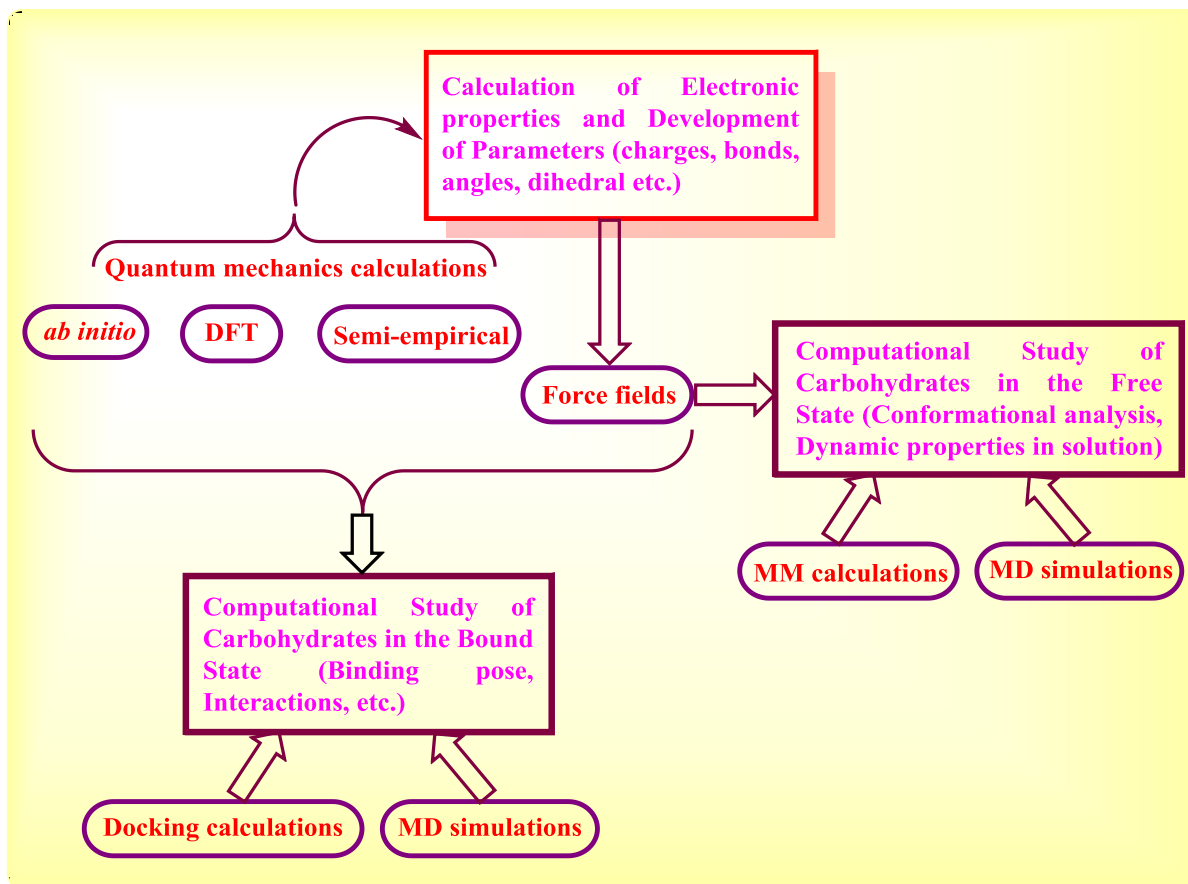 Calculation of Electronic
properties and Development
of Parameters (charges, bonds,
angles, dihedral etc.)
Quantum mechanics calculations
ab initio
DFT
Semi-empirical
Force fields
Computational Study of
Carbohydrates in the Free
State (Conformational analysis,
Dynamic properties in solution)
MM calculations
MD simulations
Computational Study of
Carbohydrates in the Bound
State (Binding pose,
Interactions, etc.)
Docking calculations
MD simulations